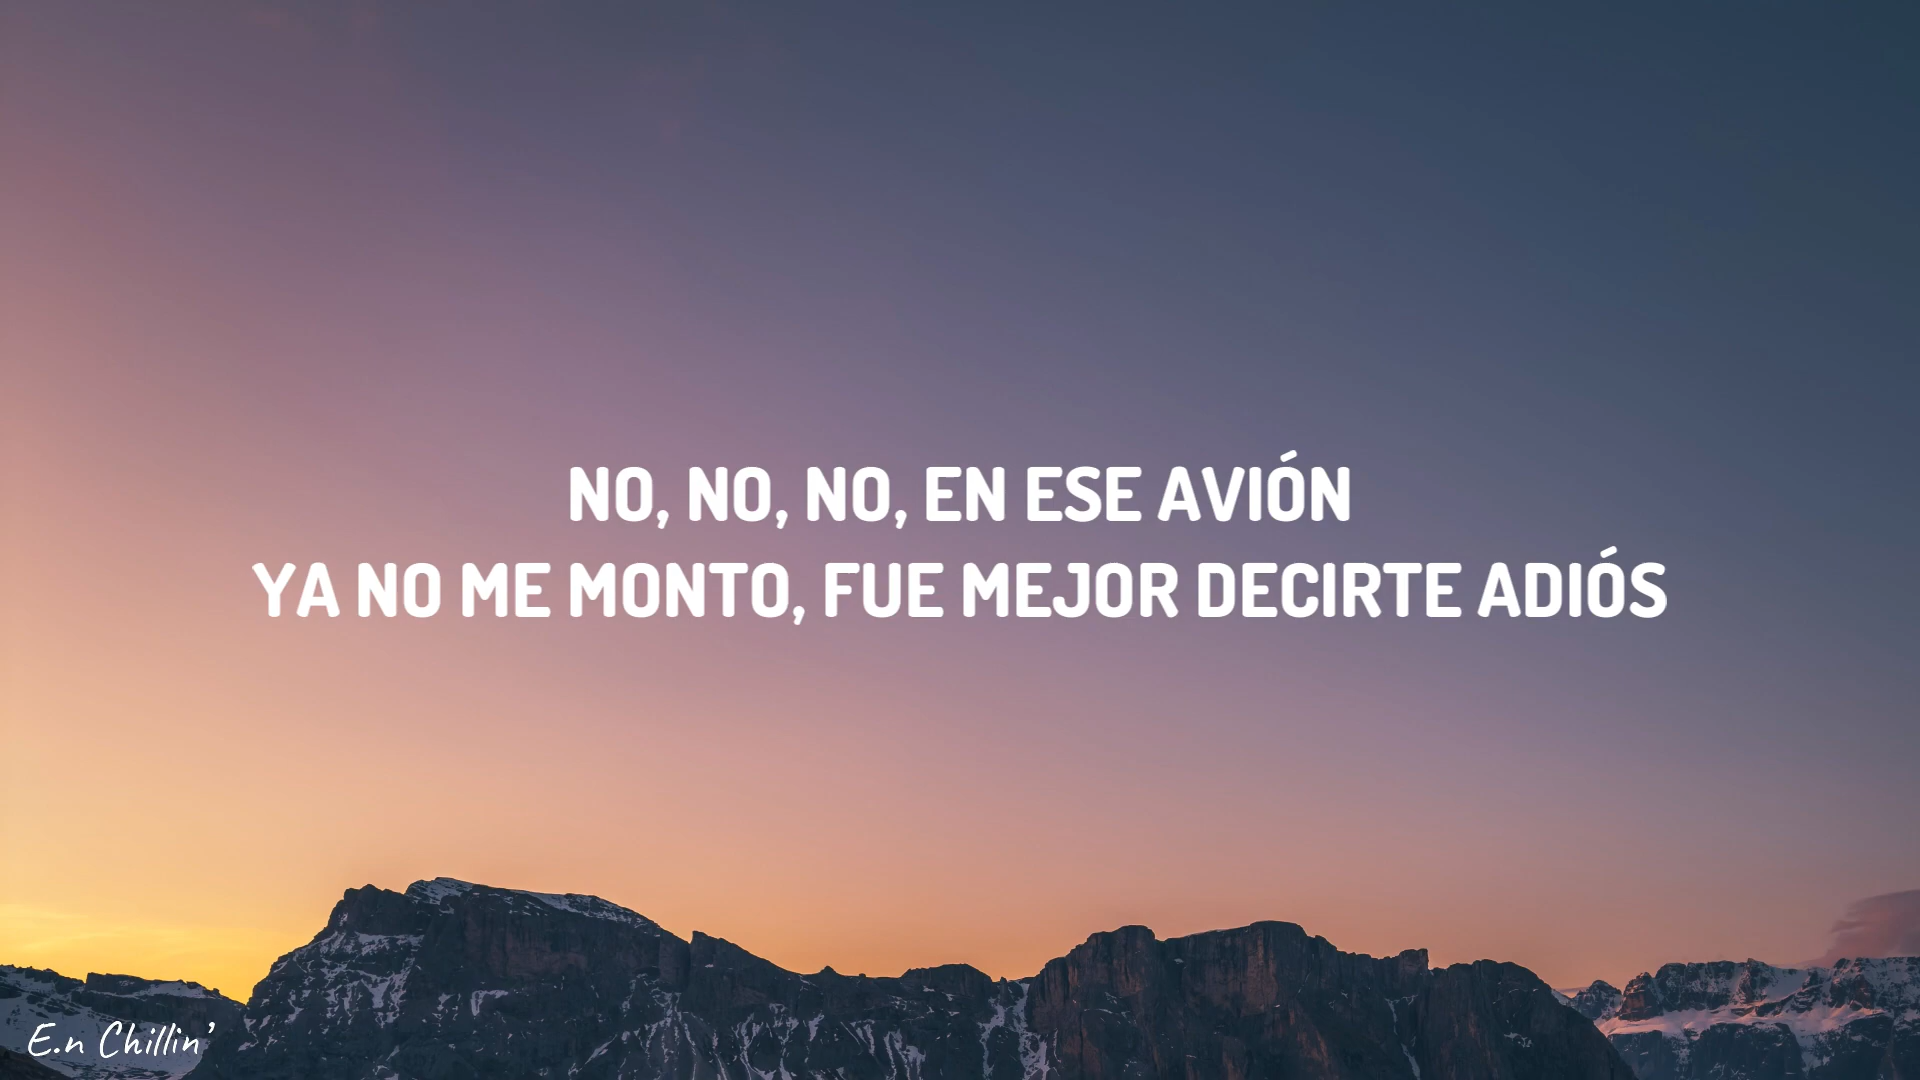 NO, NO, NO, EN ESE AVIÓN
YA NO ME MONTO, FUE MEJOR DECIRTE ADIÓS
E.n Chillin'